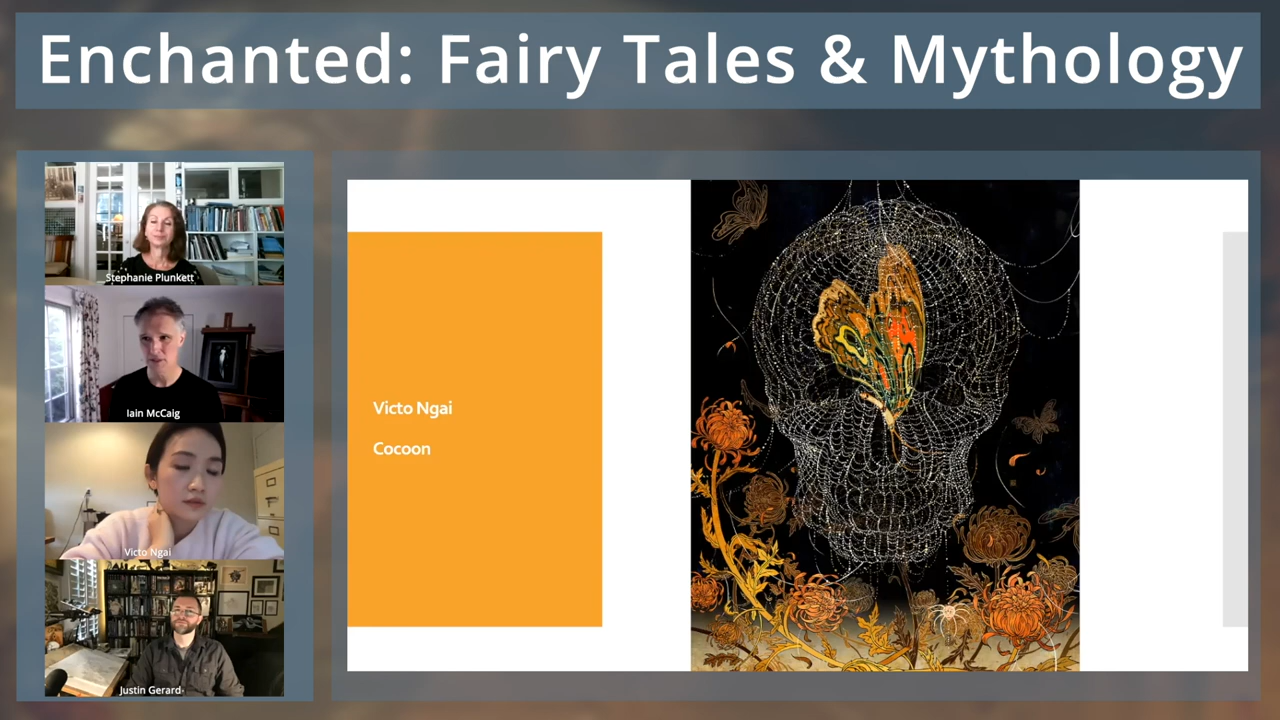 Enchanted: Fairy Tales & Mythology
Stephanie Plunkett
Iain McCaig
Victo Ngai
Justin Gerard
Victo Ngai
Cocoon